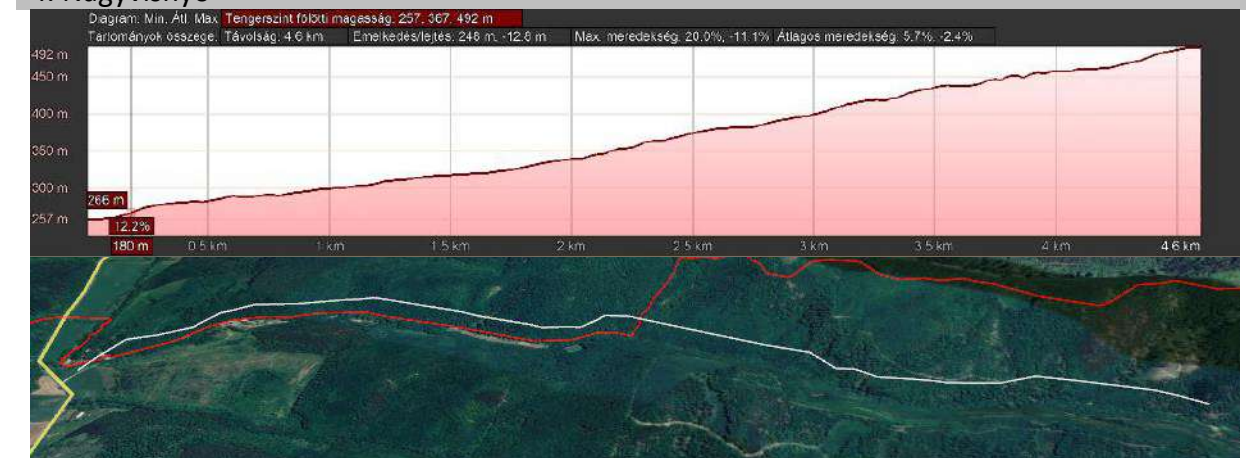 Diagram: Min, Átl. Max Tengerszint fölötti magasság: 257, 367, 492 m
Tartományok összege: Távolság: 4.6 km Emelkedés/lejtés: 248 m, -12.8 m Max. meredekség: 20.0%, -11.1% Átlagos meredekség: 5.7%, -2.4%
492 m
450 m
400 m
350 m
300 m
266 m
257 m
12.2%
180 m 0.5 km 1 km 1.5 km 2 km 2.5 km 3 km 3.5 km 4 km 4.6 km